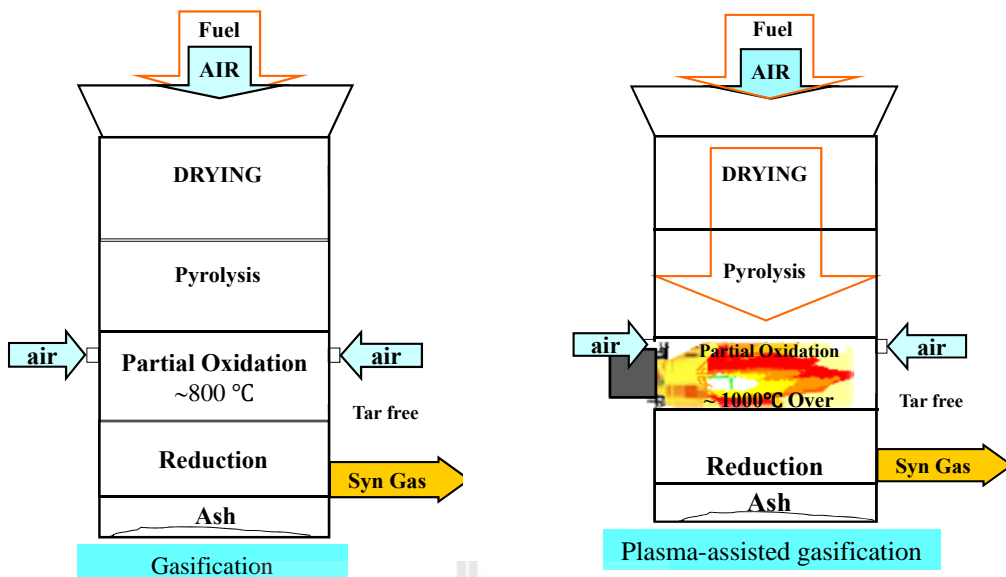 Fuel
AIR
DRYING
Pyrolysis
air
air
Partial Oxidation
~800 ℃
Tar free
Reduction
Syn Gas
Ash
Gasification
Fuel
AIR
DRYING
Pyrolysis
air
air
Partial Oxidation
~ 1000℃ Over
Tar free
Reduction
Syn Gas
Ash
Plasma-assisted gasification